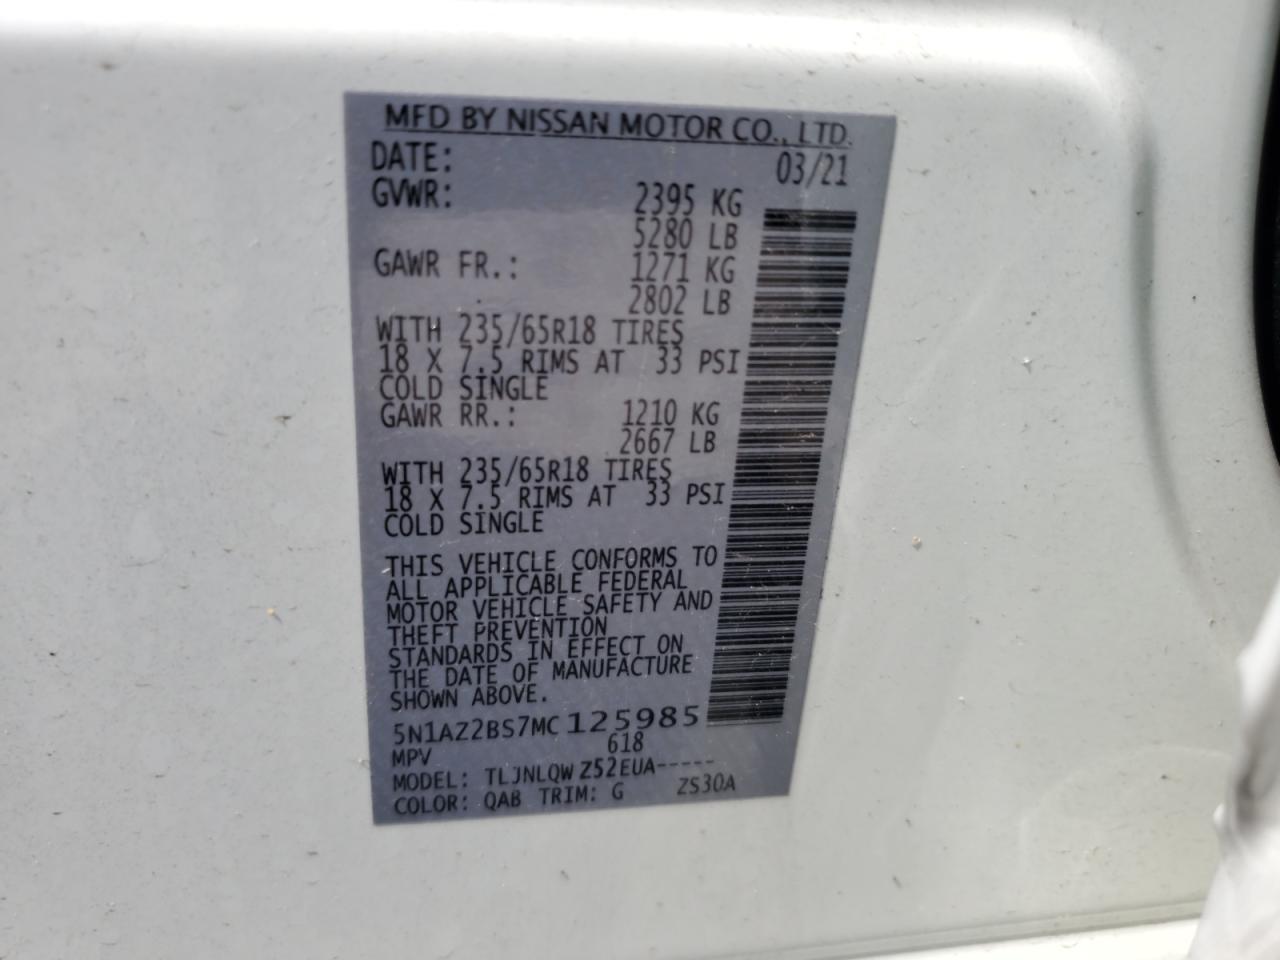 MFD BY NISSAN MOTOR CO., LTD.
DATE: 03/21
GVWR: 2395 KG
5280 LB
GAWR FR.: 1271 KG
2802 LB
WITH 235/65R18 TIRES
18 X 7.5 RIMS AT 33 PSI
COLD SINGLE
GAWR RR.: 1210 KG
2667 LB
WITH 235/65R18 TIRES
18 X 7.5 RIMS AT 33 PSI
COLD SINGLE
THIS VEHICLE CONFORMS TO
ALL APPLICABLE FEDERAL
MOTOR VEHICLE SAFETY AND
THEFT PREVENTION
STANDARDS IN EFFECT ON
THE DATE OF MANUFACTURE
SHOWN ABOVE.
5N1AZ2BS7MC125985
MPV 618
MODEL: TLJNLQWZ52EUA-----
COLOR: QAB TRIM: G ZS30A